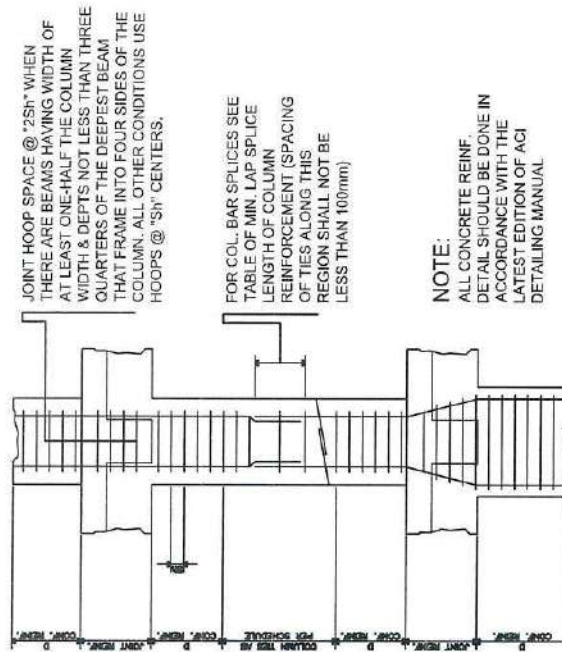 JOINT HOOP SPACE @ "2Sh" WHEN
THERE ARE BEAMS HAVING WIDTH OF
AT LEAST ONE-HALF THE COLUMN
WIDTH & DEPTS NOT LESS THAN THREE
QUARTERS OF THE DEEPEST BEAM
THAT FRAME INTO FOUR SIDES OF THE
COLUMN. ALL OTHER CONDITIONS USE
HOOPS @ "Sh" CENTERS.
FOR COL. BAR SPLICES SEE
TABLE OF MIN. LAP SPLICE
LENGTH OF COLUMN
REINFORCEMENT (SPACING
OF TIES ALONG THIS
REGION SHALL NOT BE
LESS THAN 100mm)
NOTE:
ALL CONCRETE REINF.
DETAIL SHOULD BE DONE IN
ACCORDANCE WITH THE
LATEST EDITION OF ACI
DETAILING MANUAL
D
CONF. REINF.
JOINT REINF.
D
CONF. REINF.
COLUMN TIES AS
PER SCHEDULE
D
CONF. REINF.
JOINT REINF.
D
CONF. REINF.